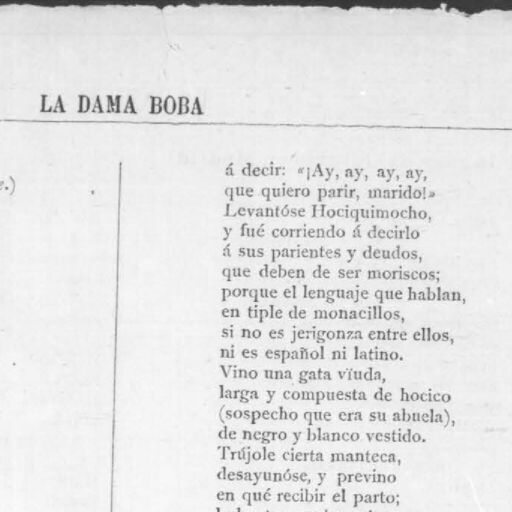 LA DAMA BOBA
.)
á decir: «¡Ay, ay, ay, ay,
que quiero parir, marido!»
Levantóse Hociquimocho,
y fué corriendo á decirlo
á sus parientes y deudos,
que deben de ser moriscos;
porque el lenguaje que hablan,
en tiple de monacillos,
si no es jerigonza entre ellos,
ni es español ni latino.
Vino una gata vïuda,
larga y compuesta de hocico
(sospecho que era su abuela),
de negro y blanco vestido.
Trújole cierta manteca,
desayunóse, y previno
en qué recibir el parto;